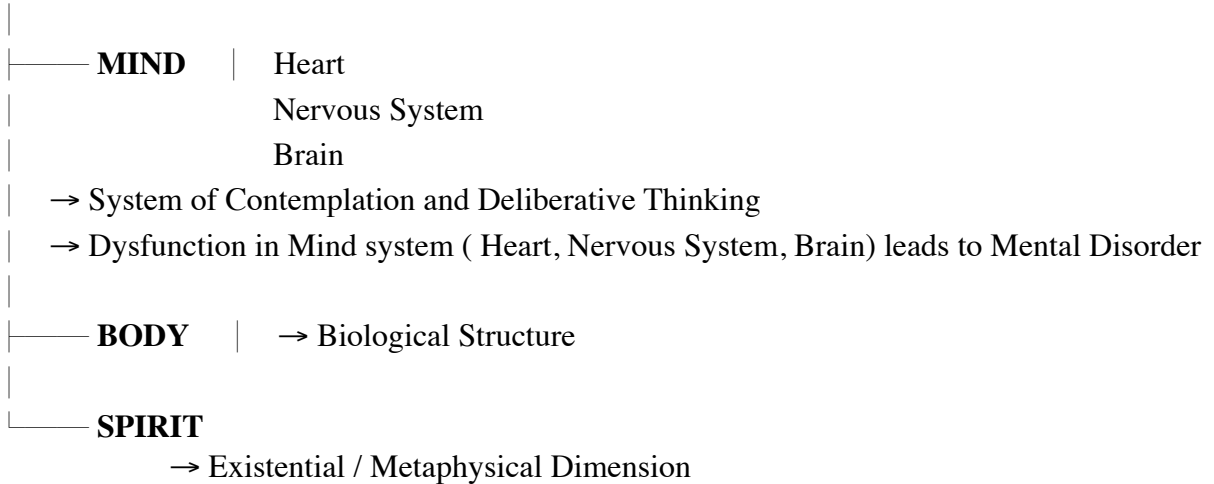 MIND | Heart
Nervous System
Brain
→ System of Contemplation and Deliberative Thinking
→ Dysfunction in Mind system ( Heart, Nervous System, Brain) leads to Mental Disorder
BODY | → Biological Structure
SPIRIT
→ Existential / Metaphysical Dimension